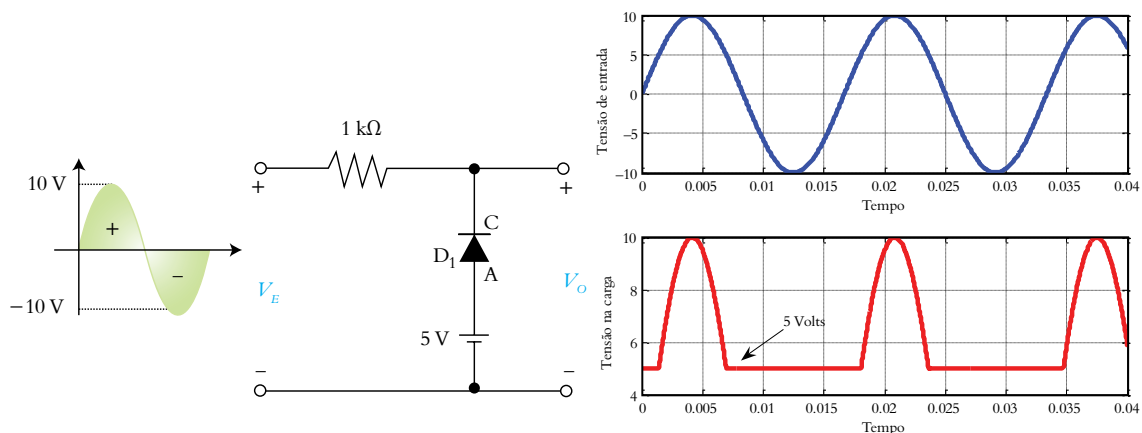 10 V
+
−
−10 V
1 kΩ
+
+
C
D1
A
VE
VO
5 V
−
−
Tensão de entrada
10
5
0
−5
−10
0
0.005
0.01
0.015
0.02
0.025
0.03
0.035
0.04
Tempo
Tensão na carga
10
8
6
4
5 Volts
0
0.005
0.01
0.015
0.02
0.025
0.03
0.035
0.04
Tempo